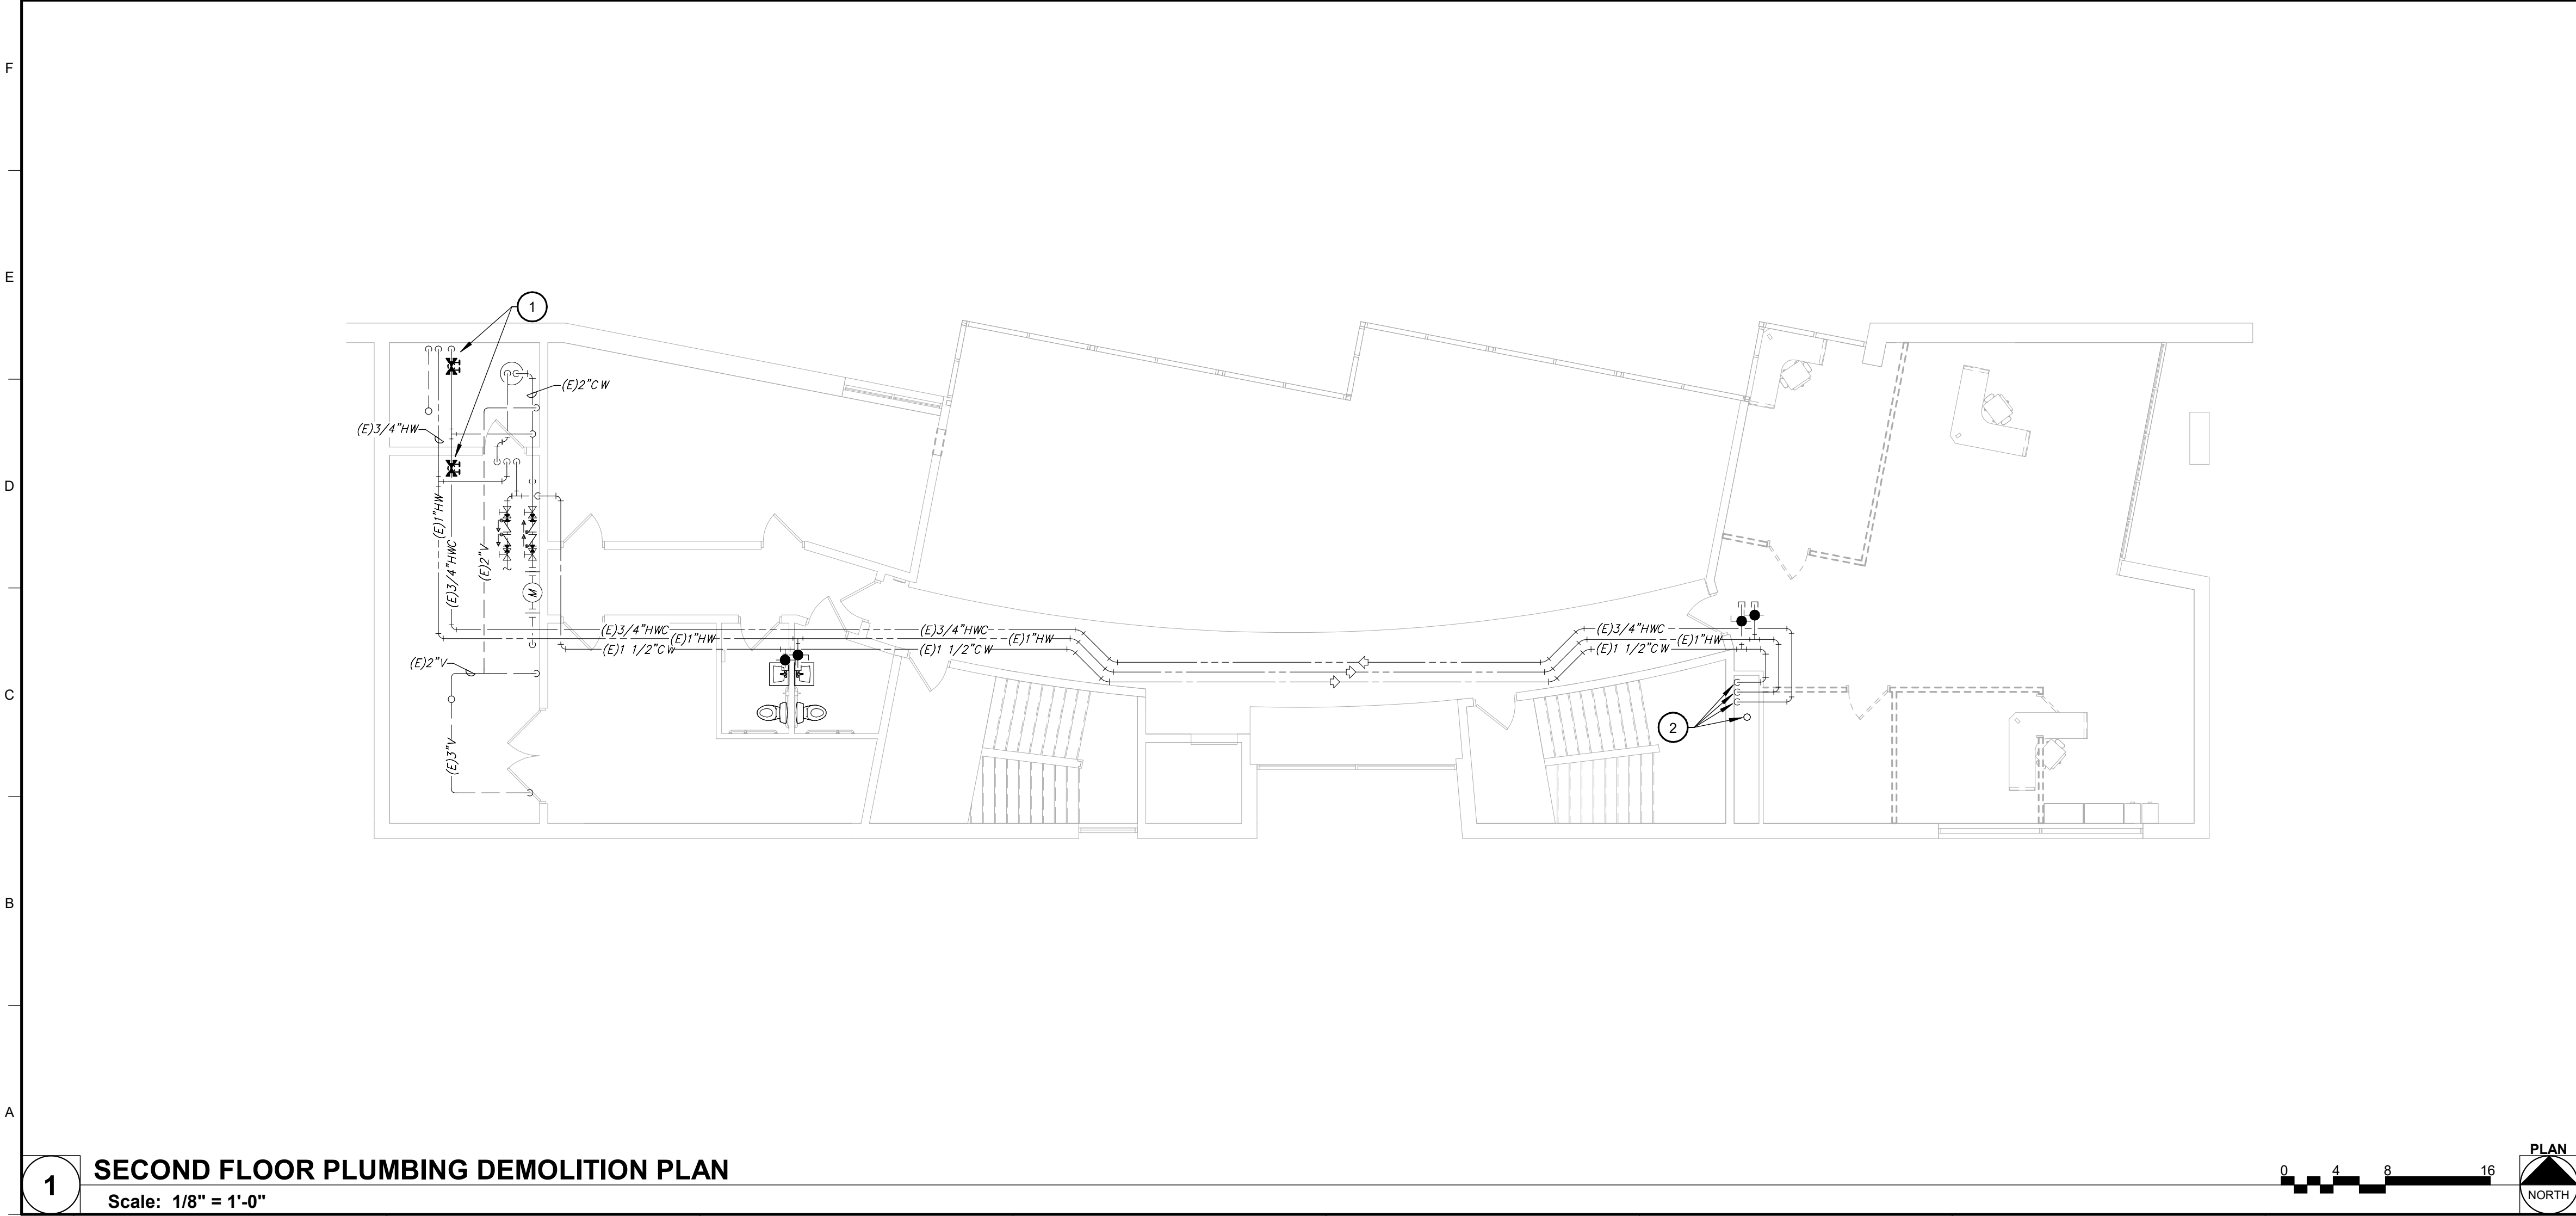 F
E
D
C
B
A
1
(E)2"CW
(E)3/4"HW
(E)1"HW
(E)3/4"HWC
(E)2"V
M
(E)2"V
(E)3"V
(E)3/4"HWC
(E)1"HW
(E)1 1/2"CW
(E)3/4"HWC
(E)1"HW
(E)1 1/2"CW
(E)3/4"HWC
(E)1"HW
(E)1 1/2"CW
2
1
SECOND FLOOR PLUMBING DEMOLITION PLAN
Scale: 1/8" = 1'-0"
0 4 8 16
PLAN
NORTH